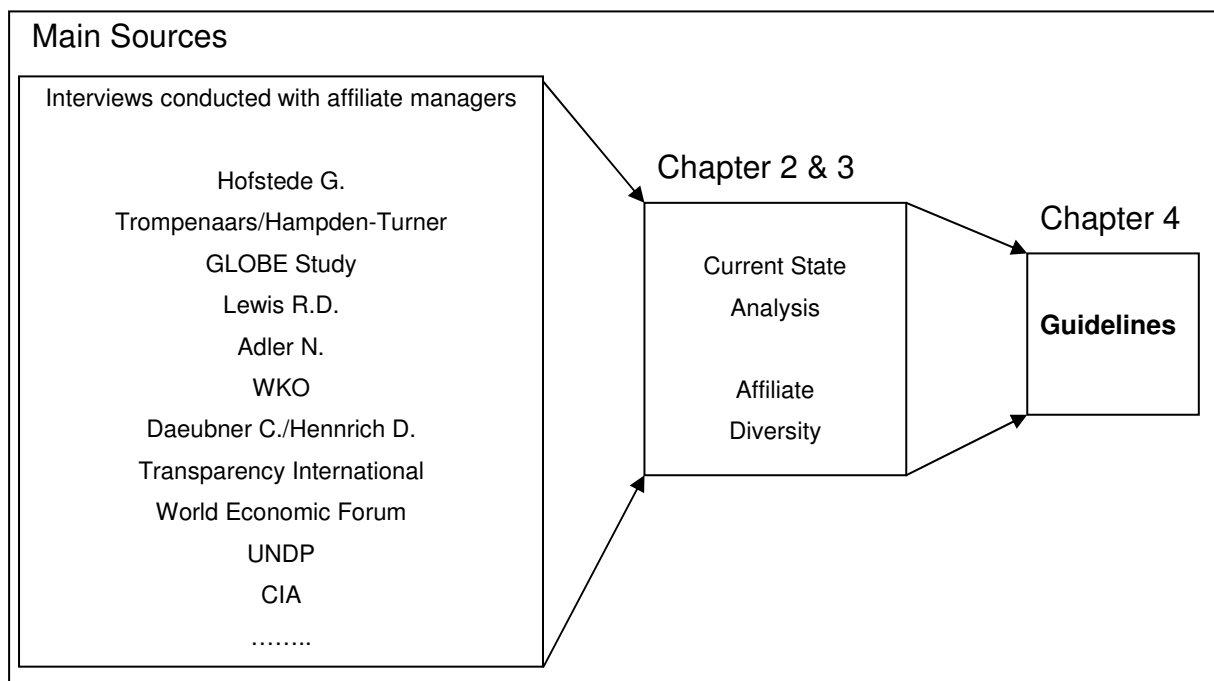 Main Sources
Interviews conducted with affiliate managers
Hofstede G.
Trompenaars/Hampden-Turner
GLOBE Study
Lewis R.D.
Adler N.
WKO
Daeubner C./Hennrich D.
Transparency International
World Economic Forum
UNDP
CIA
……..
Chapter 2 & 3
Current State
Analysis
Affiliate
Diversity
Chapter 4
Guidelines